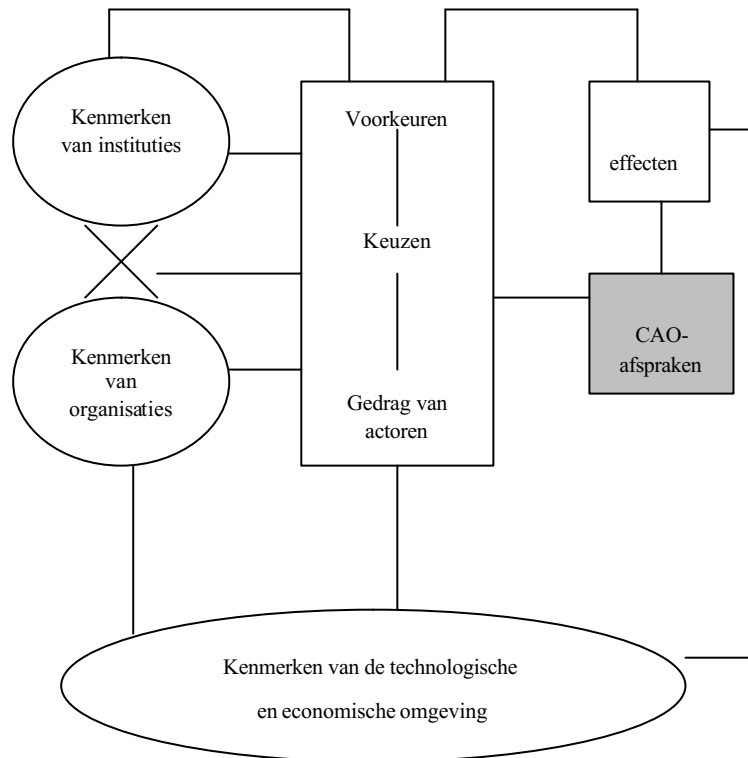 Kenmerken
van instituties
Voorkeuren
effecten
Keuzen
CAO-
afspraken
Kenmerken
van
organisaties
Gedrag van
actoren
Kenmerken van de technologische
en economische omgeving